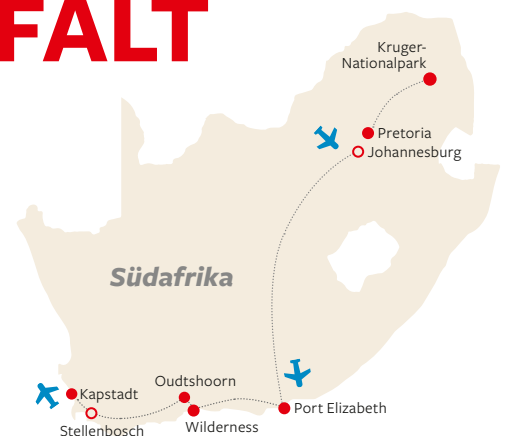 FALT
Kruger-
Nationalpark
Pretoria
Johannesburg
Südafrika
Oudtshoorn
Kapstadt
Port Elizabeth
Wilderness
Stellenbosch